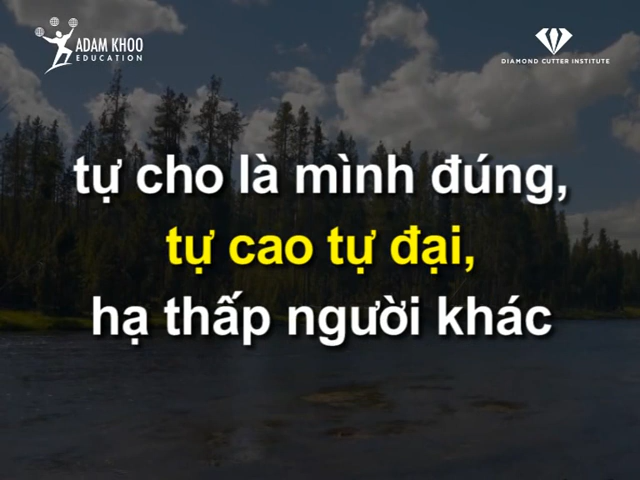 ADAM KHOO
EDUCATION
DIAMOND CUTTER INSTITUTE
tự cho là mình đúng,
tự cao tự đại,
hạ thấp người khác